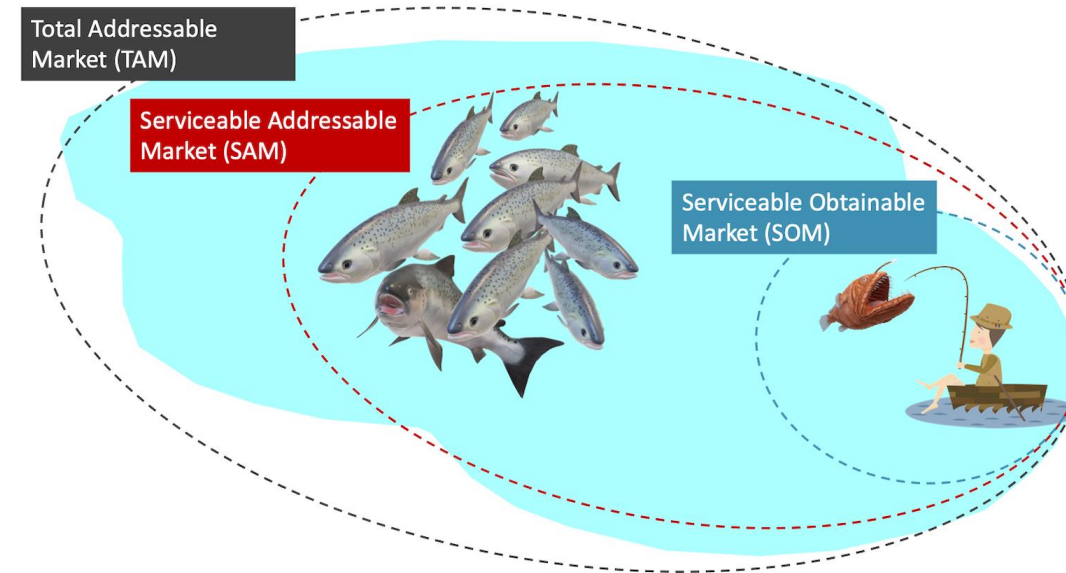 Total Addressable
Market (TAM)
Serviceable Addressable
Market (SAM)
Serviceable Obtainable
Market (SOM)